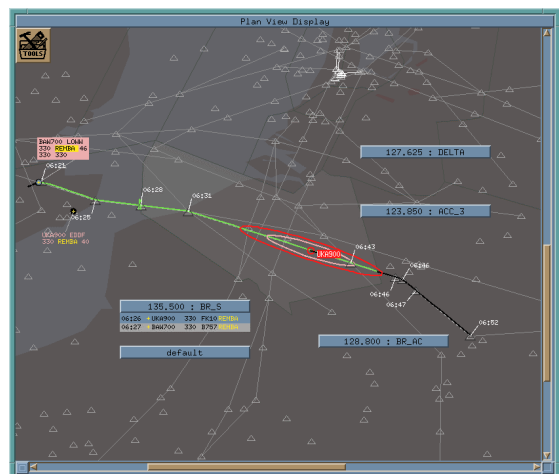 Plan View Display
TOOLS
BAW700 LOWW
330 REMBA 46
330 330
06:21
06:28
06:31
06:25
UKA900 EDDF
330 REMBA 40
127.625 : DELTA
123.850 : ACC_3
06:43
UKA900
06:46
06:46
06:47
06:52
135.500 : BR_S
06:26 UKA900 330 FK10 REMBA
06:27 BAW700 330 B757 REMBA
default
128.800 : BR_AC